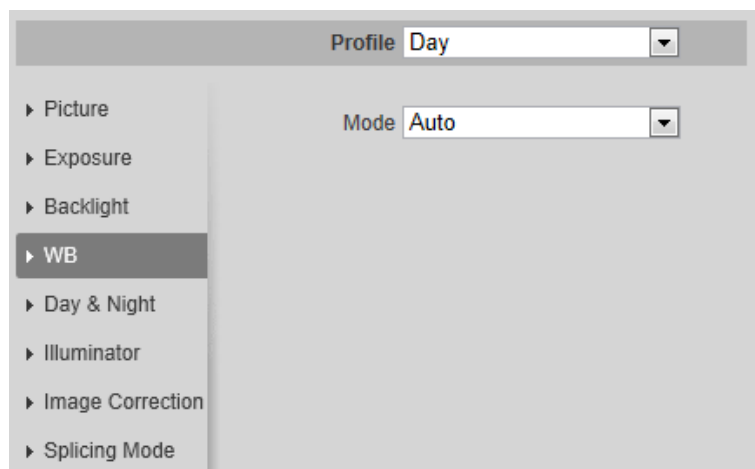 Profile Day
Mode Auto
Picture
Exposure
Backlight
WB
Day & Night
Illuminator
Image Correction
Splicing Mode